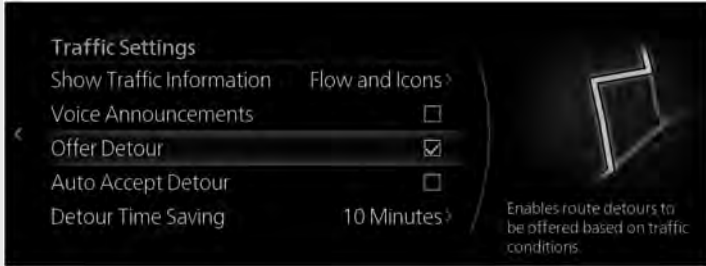 Traffic Settings
Show Traffic Information Flow and Icons
Voice Announcements
Offer Detour
Auto Accept Detour
Detour Time Saving 10 Minutes
Enables route detours to
be offered based on traffic
conditions.